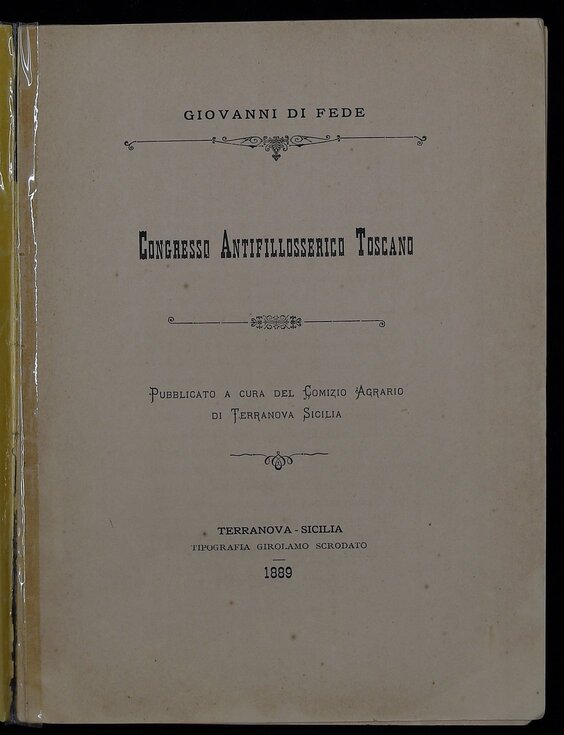 GIOVANNI DI FEDE
CONGRESSO ANTIFILLOSSERICO TOSCANO
PUBBLICATO A CURA DEL COMIZIO AGRARIO
DI TERRANOVA SICILIA
TERRANOVA - SICILIA
TIPOGRAFIA GIROLAMO SCRODATO
1889